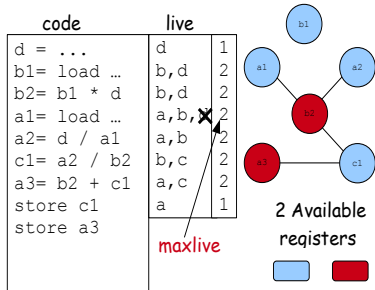 code live
d = ... d 1
b1= load … b,d 2
b2= b1 * d b,d 2
a1= load … a,b, 2
a2= d / a1 a,b 2
c1= a2 / b2 b,c 2
a3= b2 + c1 a,c 2
store c1 a 1
store a3
maxlive
b1
a1
a2
b2
a3
c1
2 Available
registers